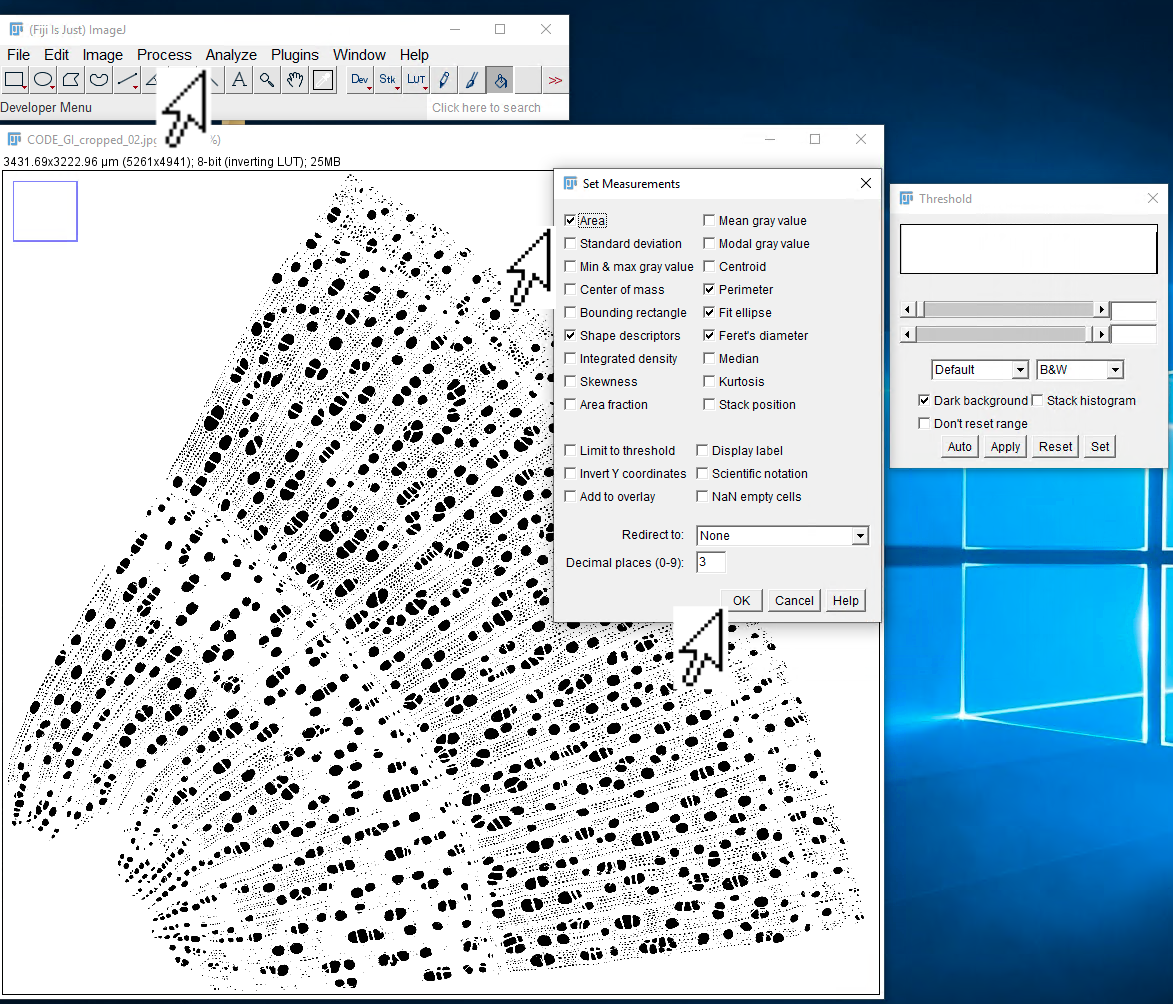 (Fiji Is Just) ImageJ
File Edit Image Process Analyze Plugins Window Help
A Dev Stk LUT >>
Developer Menu
Click here to search
CODE_GI_cropped_02.jpg %)
3431.69x3222.96 µm (5261x4941); 8-bit (inverting LUT); 25MB
Set Measurements
Area Mean gray value
Standard deviation Modal gray value
Min & max gray value Centroid
Center of mass Perimeter
Bounding rectangle Fit ellipse
Shape descriptors Feret's diameter
Integrated density Median
Skewness Kurtosis
Area fraction Stack position
Limit to threshold Display label
Invert Y coordinates Scientific notation
Add to overlay NaN empty cells
Redirect to: None
Decimal places (0-9): 3
OK Cancel Help
Threshold
Default B&W
Dark background Stack histogram
Don't reset range
Auto Apply Reset Set